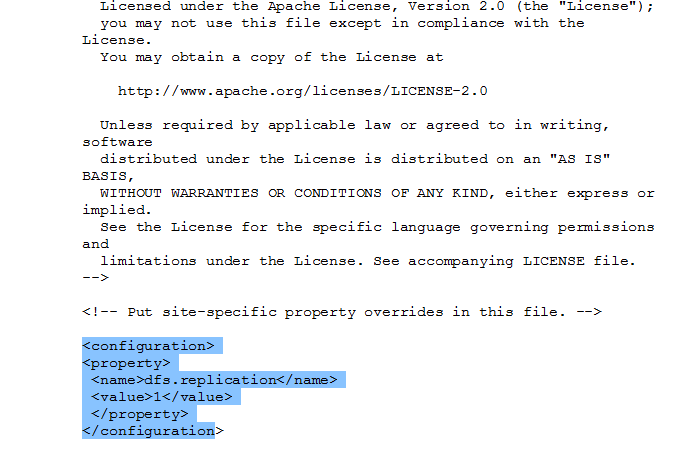 Licensed under the Apache License, Version 2.0 (the "License");
you may not use this file except in compliance with the
License.
You may obtain a copy of the License at
http://www.apache.org/licenses/LICENSE-2.0
Unless required by applicable law or agreed to in writing,
software
distributed under the License is distributed on an "AS IS"
BASIS,
WITHOUT WARRANTIES OR CONDITIONS OF ANY KIND, either express or
implied.
See the License for the specific language governing permissions
and
limitations under the License. See accompanying LICENSE file.
-->
<!-- Put site-specific property overrides in this file. -->
<configuration>
<property>
<name>dfs.replication</name>
<value>1</value>
</property>
</configuration>